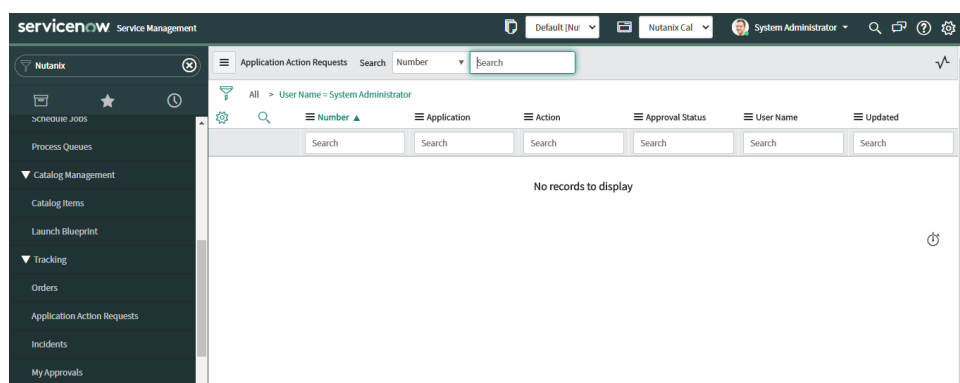 servicenow Service Management
Default [Nu
Nutanix Cal
System Administrator
Nutanix
Application Action Requests Search Number Search
All > User Name = System Administrator
Number Application Action Approval Status User Name Updated
Search Search Search Search Search Search
No records to display
Schedule Jobs
Process Queues
Catalog Management
Catalog Items
Launch Blueprint
Tracking
Orders
Application Action Requests
Incidents
My Approvals